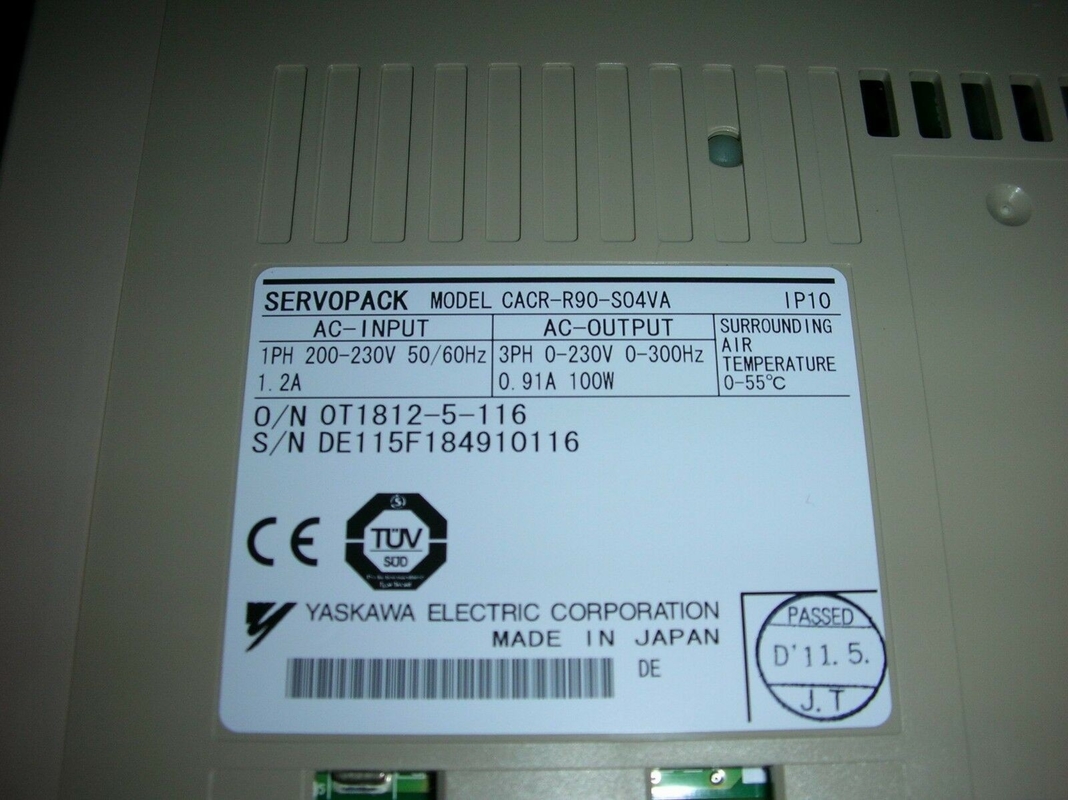 SERVOPACK MODEL CACR-R90-S04VA IP10
AC-INPUT
1PH 200-230V 50/60Hz
1.2A
AC-OUTPUT
3PH 0-230V 0-300Hz
0.91A 100W
SURROUNDING
AIR
TEMPERATURE
0-55℃
O/N OT1812-5-116
S/N DE115F184910116
CE
S
TÜV
SÜD
YASKAWA ELECTRIC CORPORATION
MADE IN JAPAN
DE
PASSED
D'11.5.
J.T